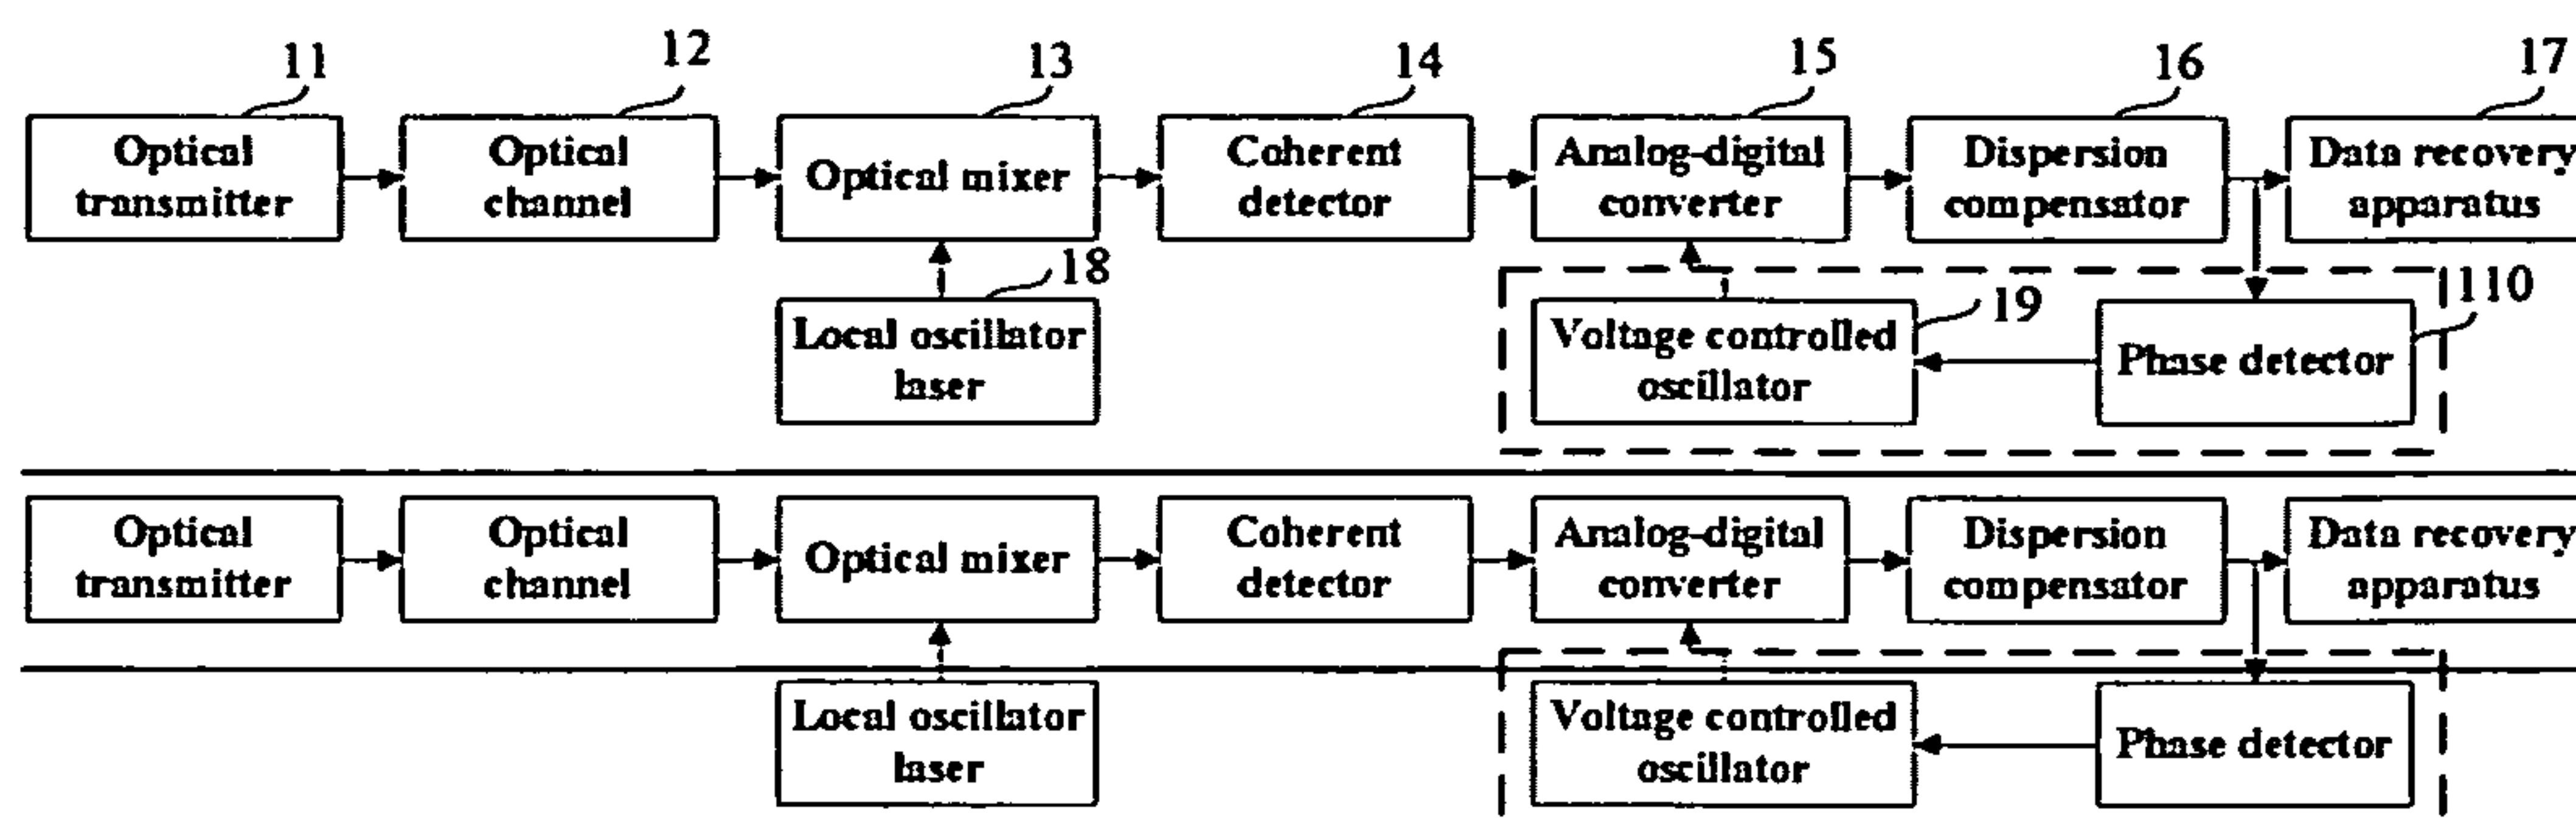 11 12 13 14 15 16 17
Optical Optical Coherent Analog-digital Dispersion Data recovery
Optical mixer
transmitter channel detector converter compensator apparatus
18 19 110
Local oscillator Voltage controlled
Phase detector
laser oscillator
Optical Optical Coherent Analog-digital Dispersion Data recovery
Optical mixer
transmitter channel detector converter compensator apparatus
Local oscillator Voltage controlled
Phase detector
laser oscillator